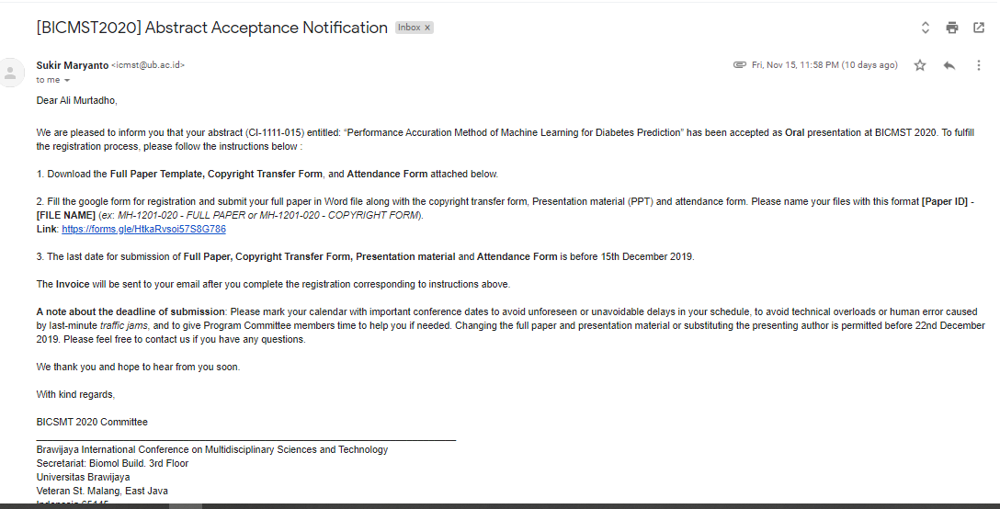 [BICMST2020] Abstract Acceptance Notification Inbox x
Sukir Maryanto <icmst@ub.ac.id> Fri, Nov 15, 11:58 PM (10 days ago)
to me
Dear Ali Murtadho,
We are pleased to inform you that your abstract (CI-1111-015) entitled: “Performance Accuration Method of Machine Learning for Diabetes Prediction” has been accepted as Oral presentation at BICMST 2020. To fulfill
the registration process, please follow the instructions below :
1. Download the Full Paper Template, Copyright Transfer Form, and Attendance Form attached below.
2. Fill the google form for registration and submit your full paper in Word file along with the copyright transfer form, Presentation material (PPT) and attendance form. Please name your files with this format [Paper ID] -
[FILE NAME] (ex: MH-1201-020 - FULL PAPER or MH-1201-020 - COPYRIGHT FORM).
Link: https://forms.gle/HtkaRvsoi57S8G786
3. The last date for submission of Full Paper, Copyright Transfer Form, Presentation material and Attendance Form is before 15th December 2019.
The Invoice will be sent to your email after you complete the registration corresponding to instructions above.
A note about the deadline of submission: Please mark your calendar with important conference dates to avoid unforeseen or unavoidable delays in your schedule, to avoid technical overloads or human error caused
by last-minute traffic jams, and to give Program Committee members time to help you if needed. Changing the full paper and presentation material or substituting the presenting author is permitted before 22nd December
2019. Please feel free to contact us if you have any questions.
We thank you and hope to hear from you soon.
With kind regards,
BICSMT 2020 Committee
Brawijaya International Conference on Multidisciplinary Sciences and Technology
Secretariat: Biomol Build. 3rd Floor
Universitas Brawijaya
Veteran St. Malang, East Java
Indonesia 65145